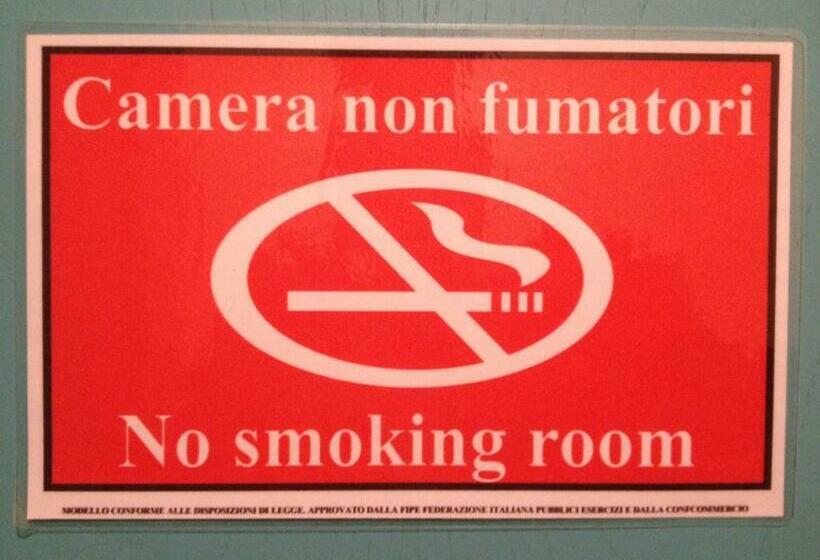 Camera non fumatori
No smoking room
MODELLO CONFORME ALLE DISPOSIZIONI DI LEGGE. APPROVATO DALLA FIPE FEDERAZIONE ITALIANA PUBBLICI ESERCIZI E DALLA CONFCOMMERCIO